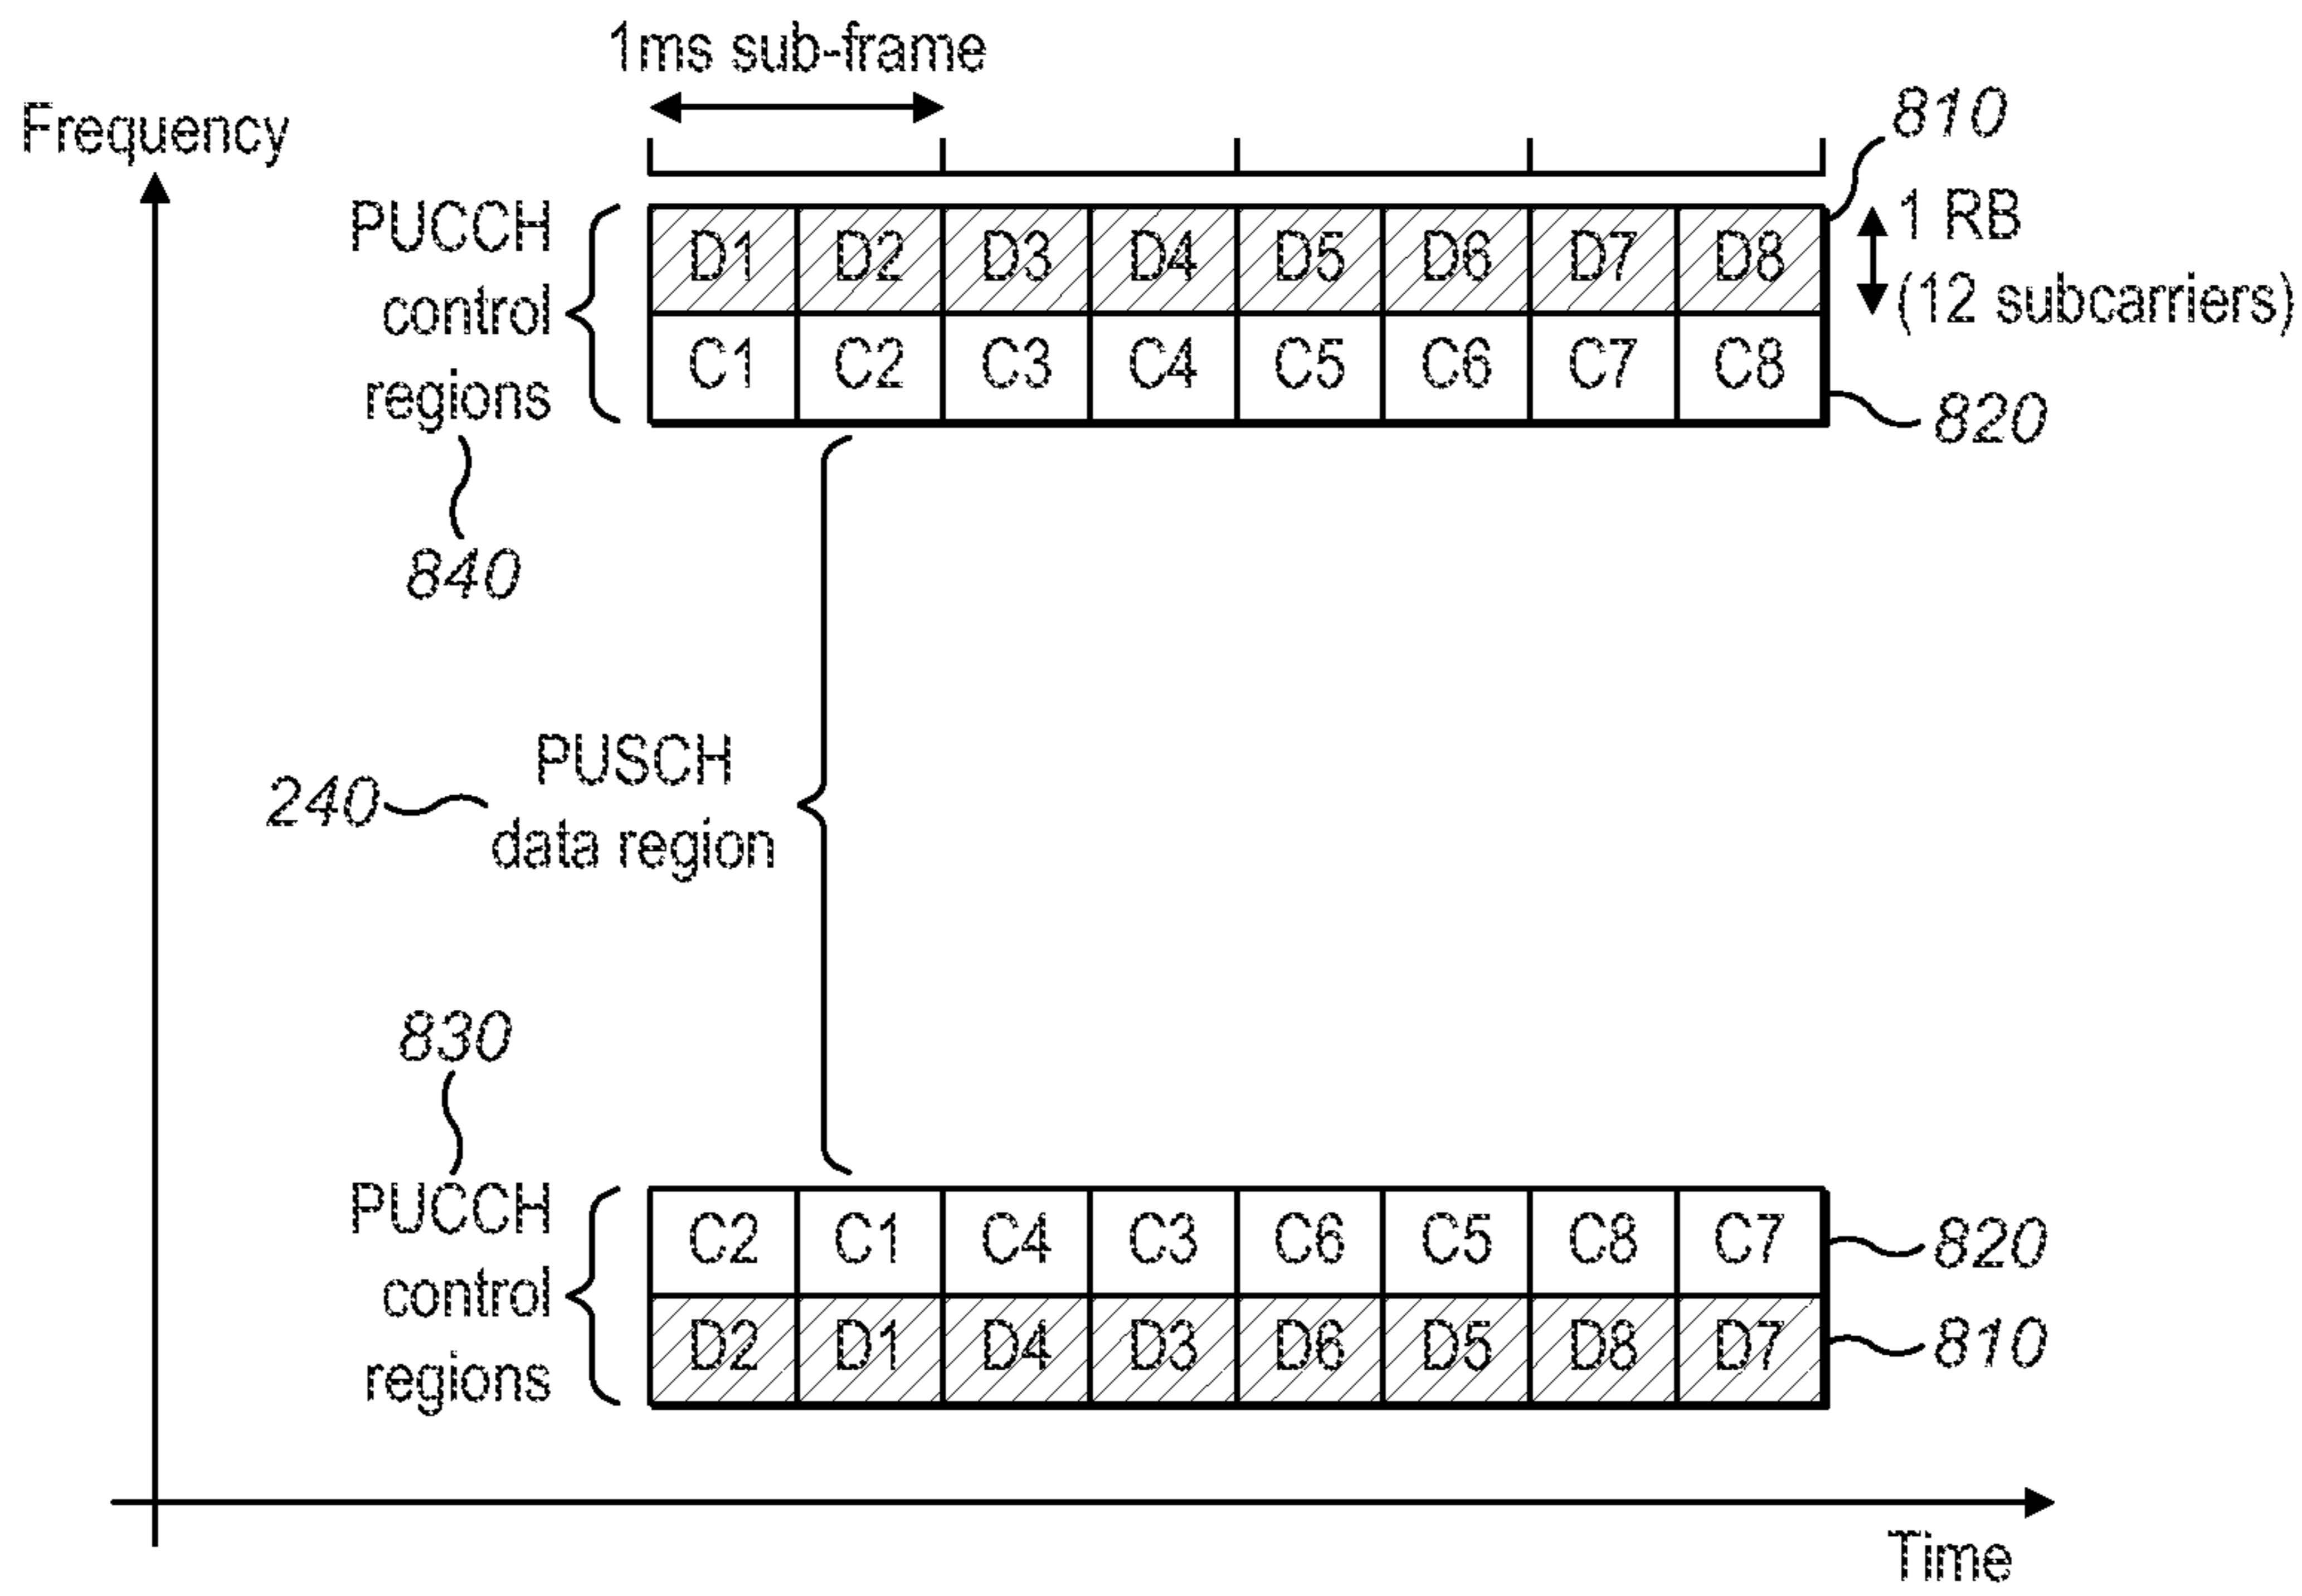 1ms sub-frame
Frequency
810
PUCCH
control
regions
D1 D2 D3 D4 D5 D6 D7 D8
C1 C2 C3 C4 C5 C6 C7 C8
1 RB
(12 subcarriers)
820
840
240
PUSCH
data region
830
PUCCH
control
regions
C2 C1 C4 C3 C6 C5 C8 C7
D2 D1 D4 D3 D6 D5 D8 D7
820
810
Time